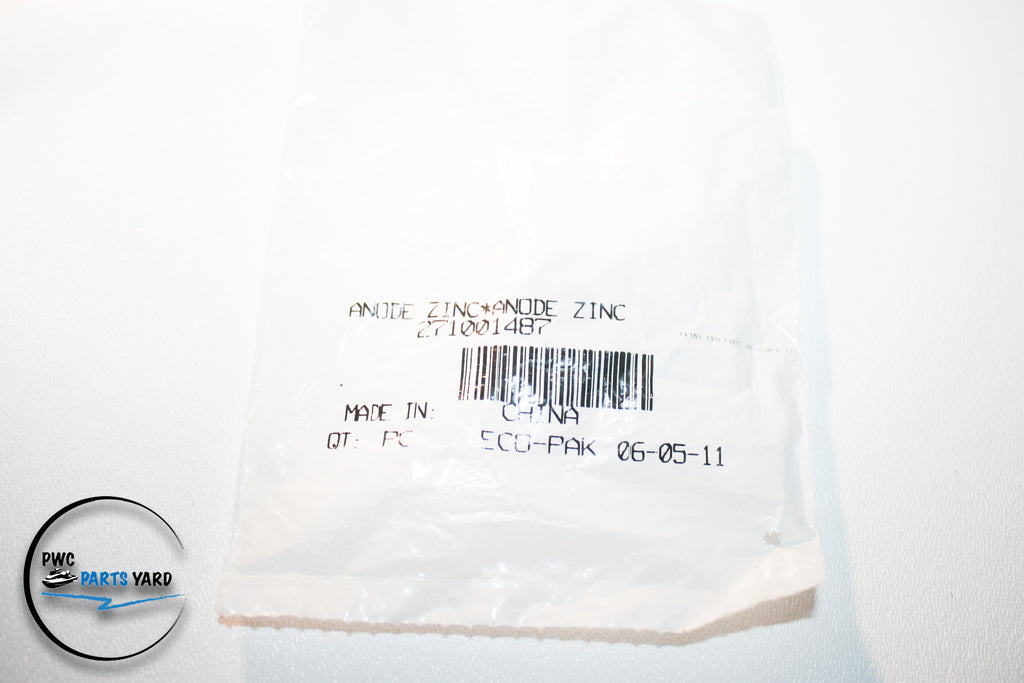 ANODE ZINC*ANODE ZINC
271001487
MADE IN: CHINA
QT: PC ECO-PAK 06-05-11
PWC
PARTS YARD